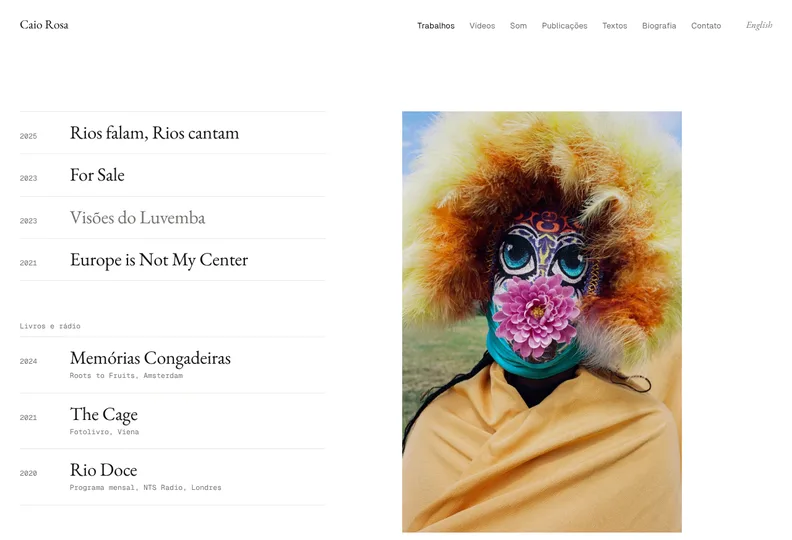 Caio Rosa
Trabalhos Vídeos Som Publicações Textos Biografia Contato English
2025 Rios falam, Rios cantam
2023 For Sale
2023 Visões do Luvemba
2021 Europe is Not My Center
Livros e rádio
2024 Memórias Congadeiras
Roots to Fruits, Amsterdam
2021 The Cage
Fotolivro, Viena
2020 Rio Doce
Programa mensal, NTS Radio, Londres